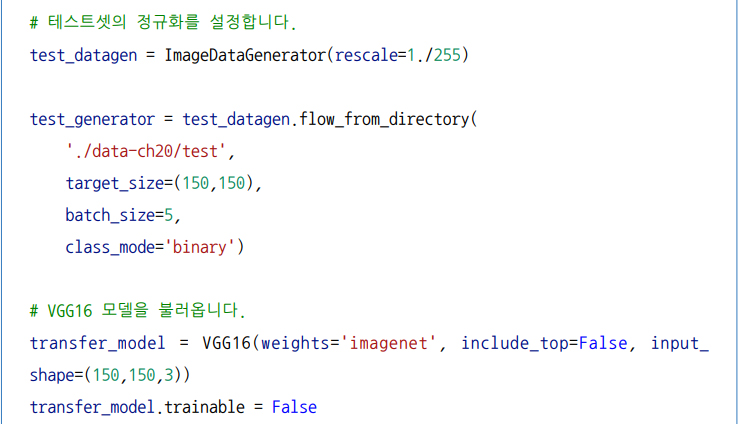 # 테스트셋의 정규화를 설정합니다.
test_datagen = ImageDataGenerator(rescale=1./255)
test_generator = test_datagen.flow_from_directory(
    './data-ch20/test',
    target_size=(150,150),
    batch_size=5,
    class_mode='binary')
# VGG16 모델을 불러옵니다.
transfer_model = VGG16(weights='imagenet', include_top=False, input_
shape=(150,150,3))
transfer_model.trainable = False